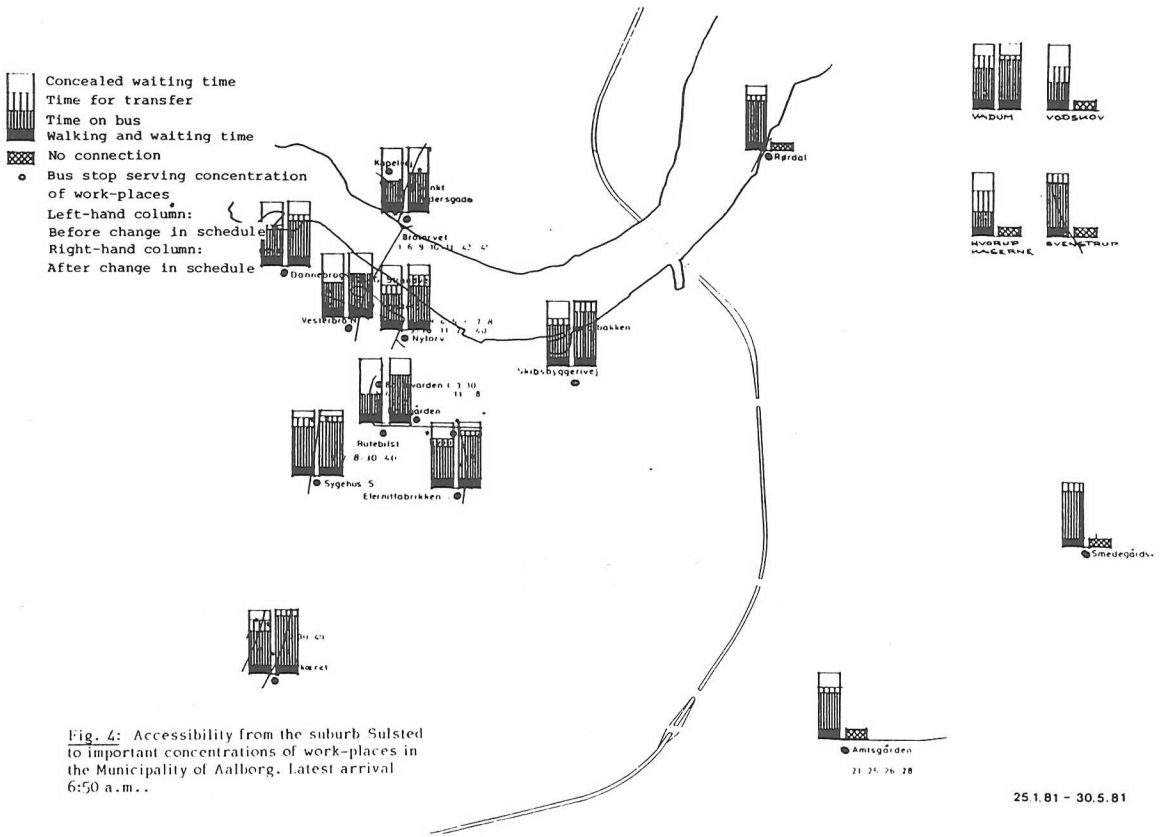 Concealed waiting time
Time for transfer
Time on bus
Walking and waiting time
No connection
Bus stop serving concentration
of work-places
Left-hand column:
Before change in schedule
Right-hand column:
After change in schedule
VADUM
VODSKOV
HVORUP
KASERNE
SVENSTRUP
Rørdal
Kapelvej
Brotorvet
Vesterbro
Nytorv
bakken
Skibsbyggerivej
Rutebilst
8 10 40
Sygehus S
Eternitfabrikken
Smedegårds
Amtsgården
21 25 26 28
Fig. 4: Accessibility from the suburb Sulsted
to important concentrations of work-places in
the Municipality of Aalborg. Latest arrival
6:50 a.m..
25.1.81 - 30.5.81